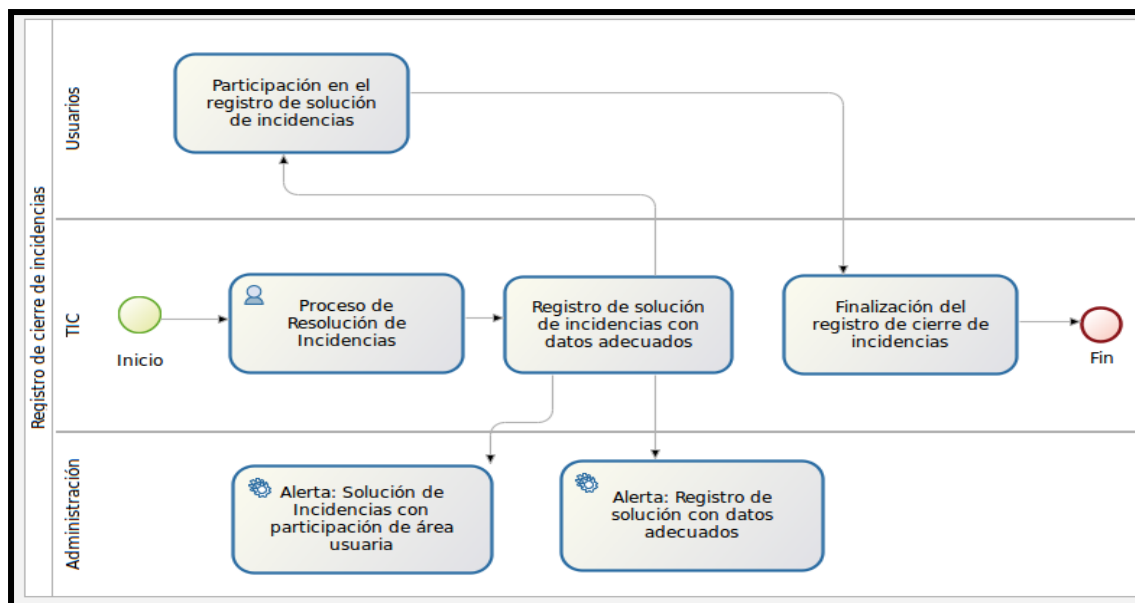 Registro de cierre de incidencias
Usuarios
Participación en el
registro de solución
de incidencias
TIC
Inicio
Proceso de
Resolución de
Incidencias
Registro de solución
de incidencias con
datos adecuados
Finalización del
registro de cierre de
incidencias
Fin
Administración
Alerta: Solución de
Incidencias con
participación de área
usuaria
Alerta: Registro de
solución con datos
adecuados